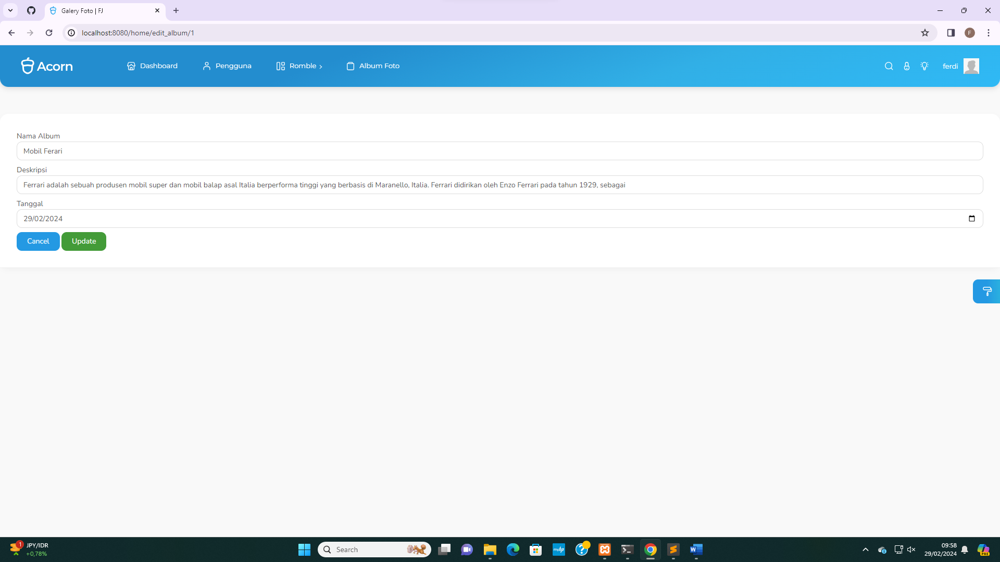 Galery Foto | FJ
localhost:8080/home/edit_album/1
Acorn
Dashboard
Pengguna
Romble
Album Foto
ferdi
F
Nama Album
Mobil Ferari
Deskripsi
Ferrari adalah sebuah produsen mobil super dan mobil balap asal Italia berperforma tinggi yang berbasis di Maranello, Italia. Ferrari didirikan oleh Enzo Ferrari pada tahun 1929, sebagai
Tanggal
29/02/2024
Cancel
Update
1
JPY/IDR
+0,78%
Search
myhp
W
09:58
29/02/2024
PRE